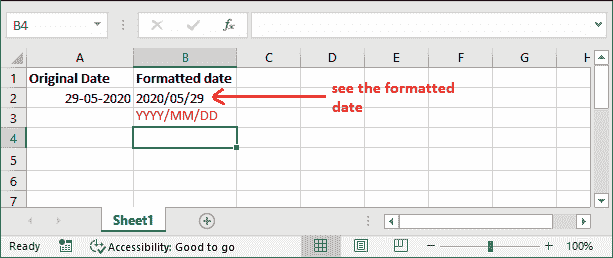 B4
fx
A B C D E F G H
1 Original Date Formatted date
2 29-05-2020 2020/05/29 see the formatted
3 YYYY/MM/DD date
4
5
6
7
Sheet1
Ready Accessibility: Good to go 100%